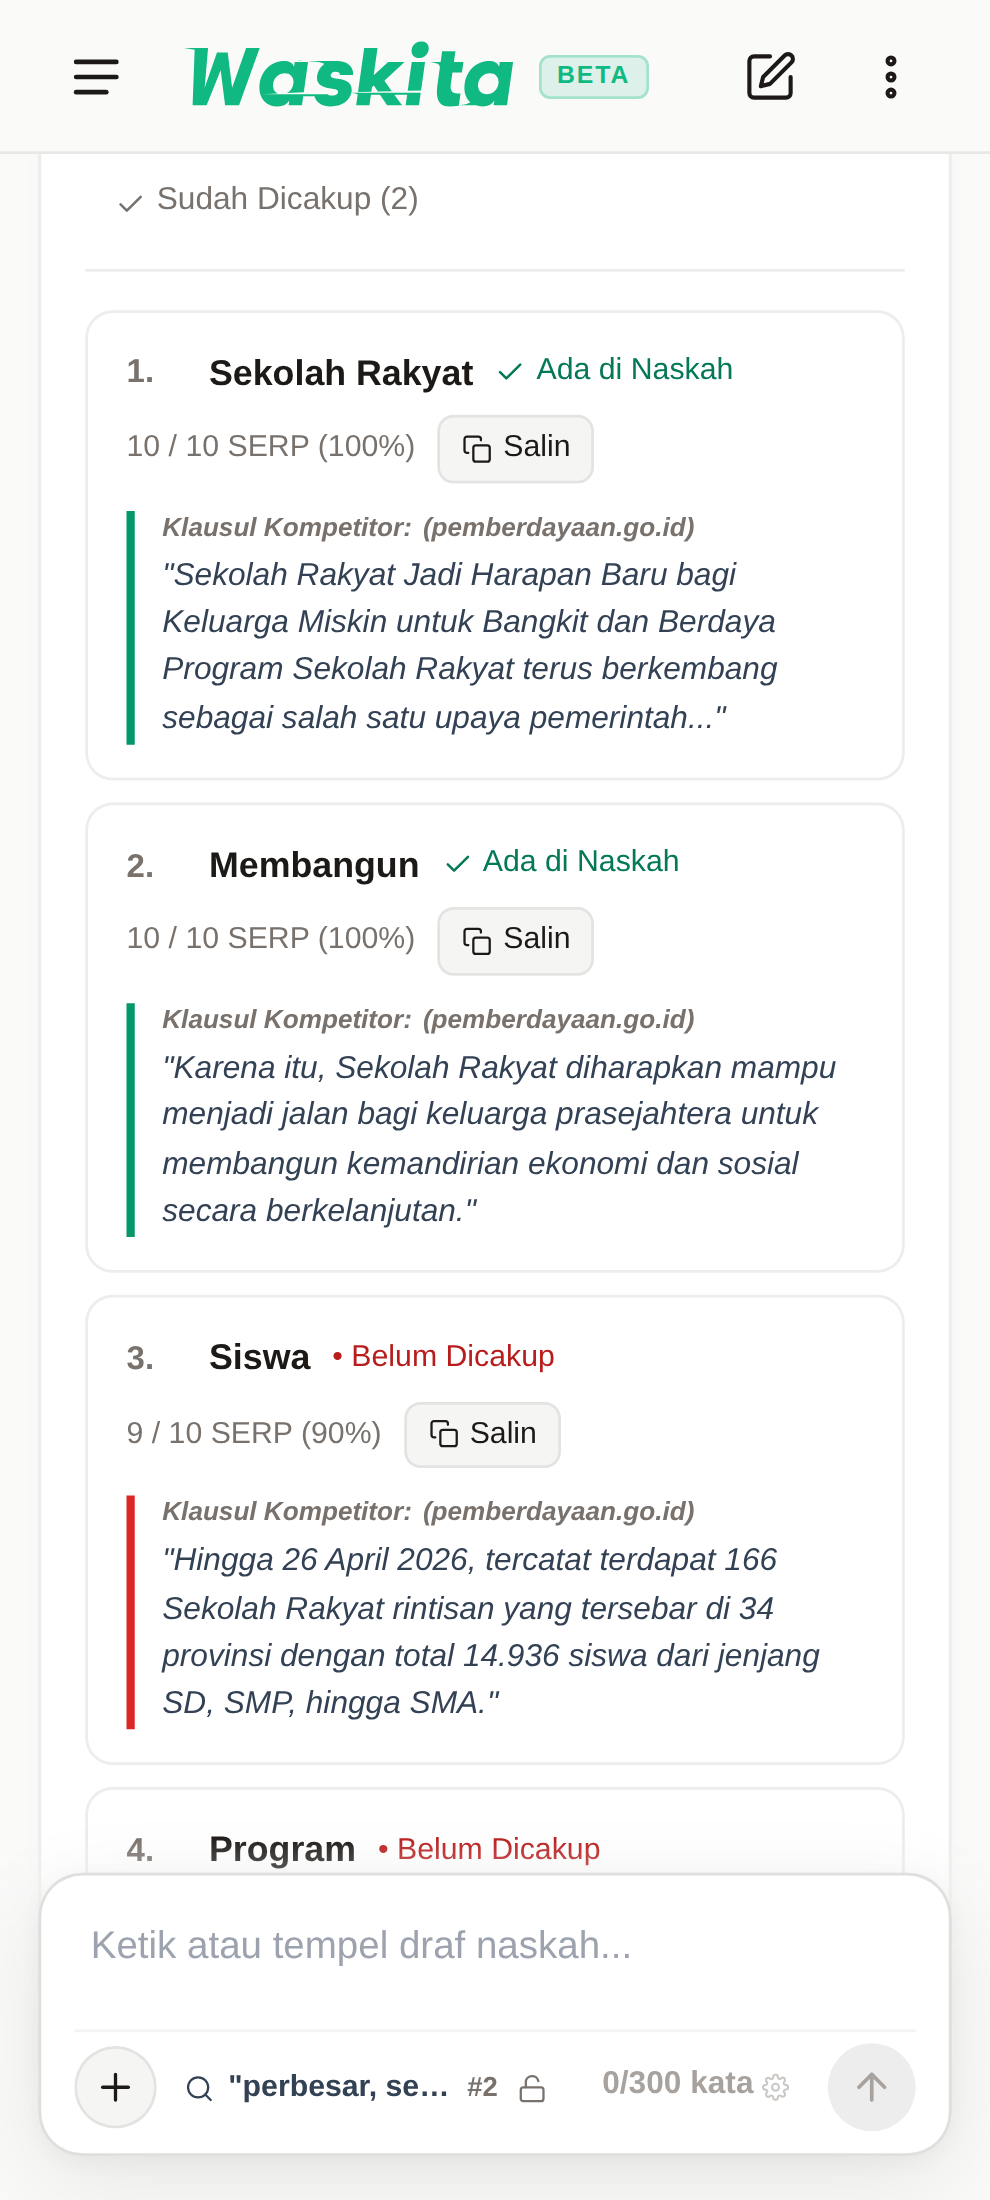 Waskita BETA
Sudah Dicakup (2)
1. Sekolah Rakyat Ada di Naskah
10 / 10 SERP (100%) Salin
Klausul Kompetitor: (pemberdayaan.go.id)
"Sekolah Rakyat Jadi Harapan Baru bagi
Keluarga Miskin untuk Bangkit dan Berdaya
Program Sekolah Rakyat terus berkembang
sebagai salah satu upaya pemerintah..."
2. Membangun Ada di Naskah
10 / 10 SERP (100%) Salin
Klausul Kompetitor: (pemberdayaan.go.id)
"Karena itu, Sekolah Rakyat diharapkan mampu
menjadi jalan bagi keluarga prasejahtera untuk
membangun kemandirian ekonomi dan sosial
secara berkelanjutan."
3. Siswa • Belum Dicakup
9 / 10 SERP (90%) Salin
Klausul Kompetitor: (pemberdayaan.go.id)
"Hingga 26 April 2026, tercatat terdapat 166
Sekolah Rakyat rintisan yang tersebar di 34
provinsi dengan total 14.936 siswa dari jenjang
SD, SMP, hingga SMA."
4. Program • Belum Dicakup
Ketik atau tempel draf naskah...
"perbesar, se... #2 0/300 kata